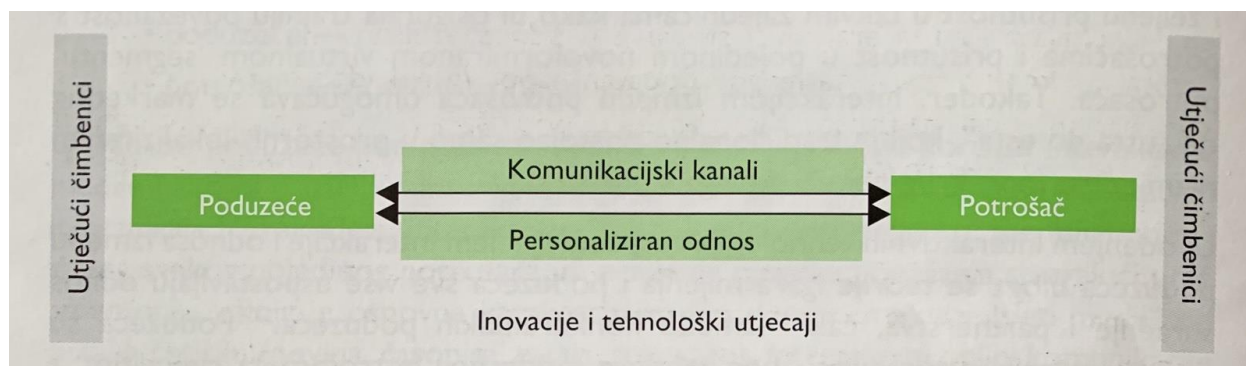 Utječući čimbenici
Komunikacijski kanali
Poduzeće
Potrošač
Personaliziran odnos
Inovacije i tehnološki utjecaji
Utječući čimbenici